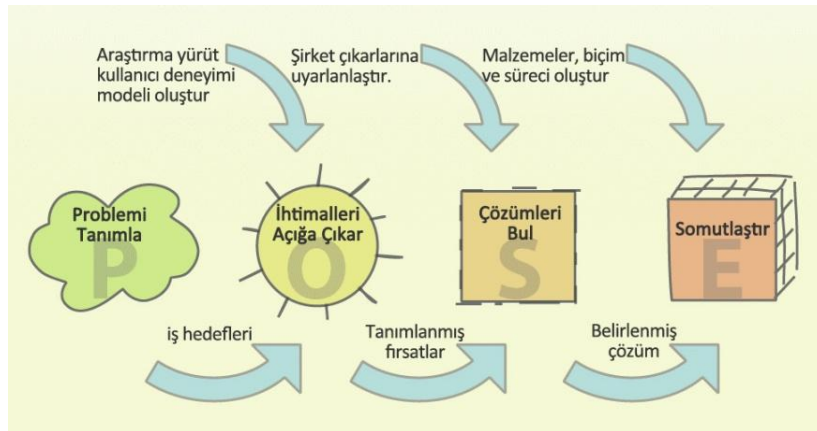 Araştırma yürüt
kullanıcı deneyimi
modeli oluştur
Şirket çıkarlarına
uyarlanlaştır.
Malzemeler, biçim
ve süreci oluştur
Problemi
Tanımla
P
İhtimalleri
Açığa Çıkar
O
Çözümleri
Bul
S
Somutlaştır
E
iş hedefleri
Tanımlanmış
fırsatlar
Belirlenmiş
çözüm